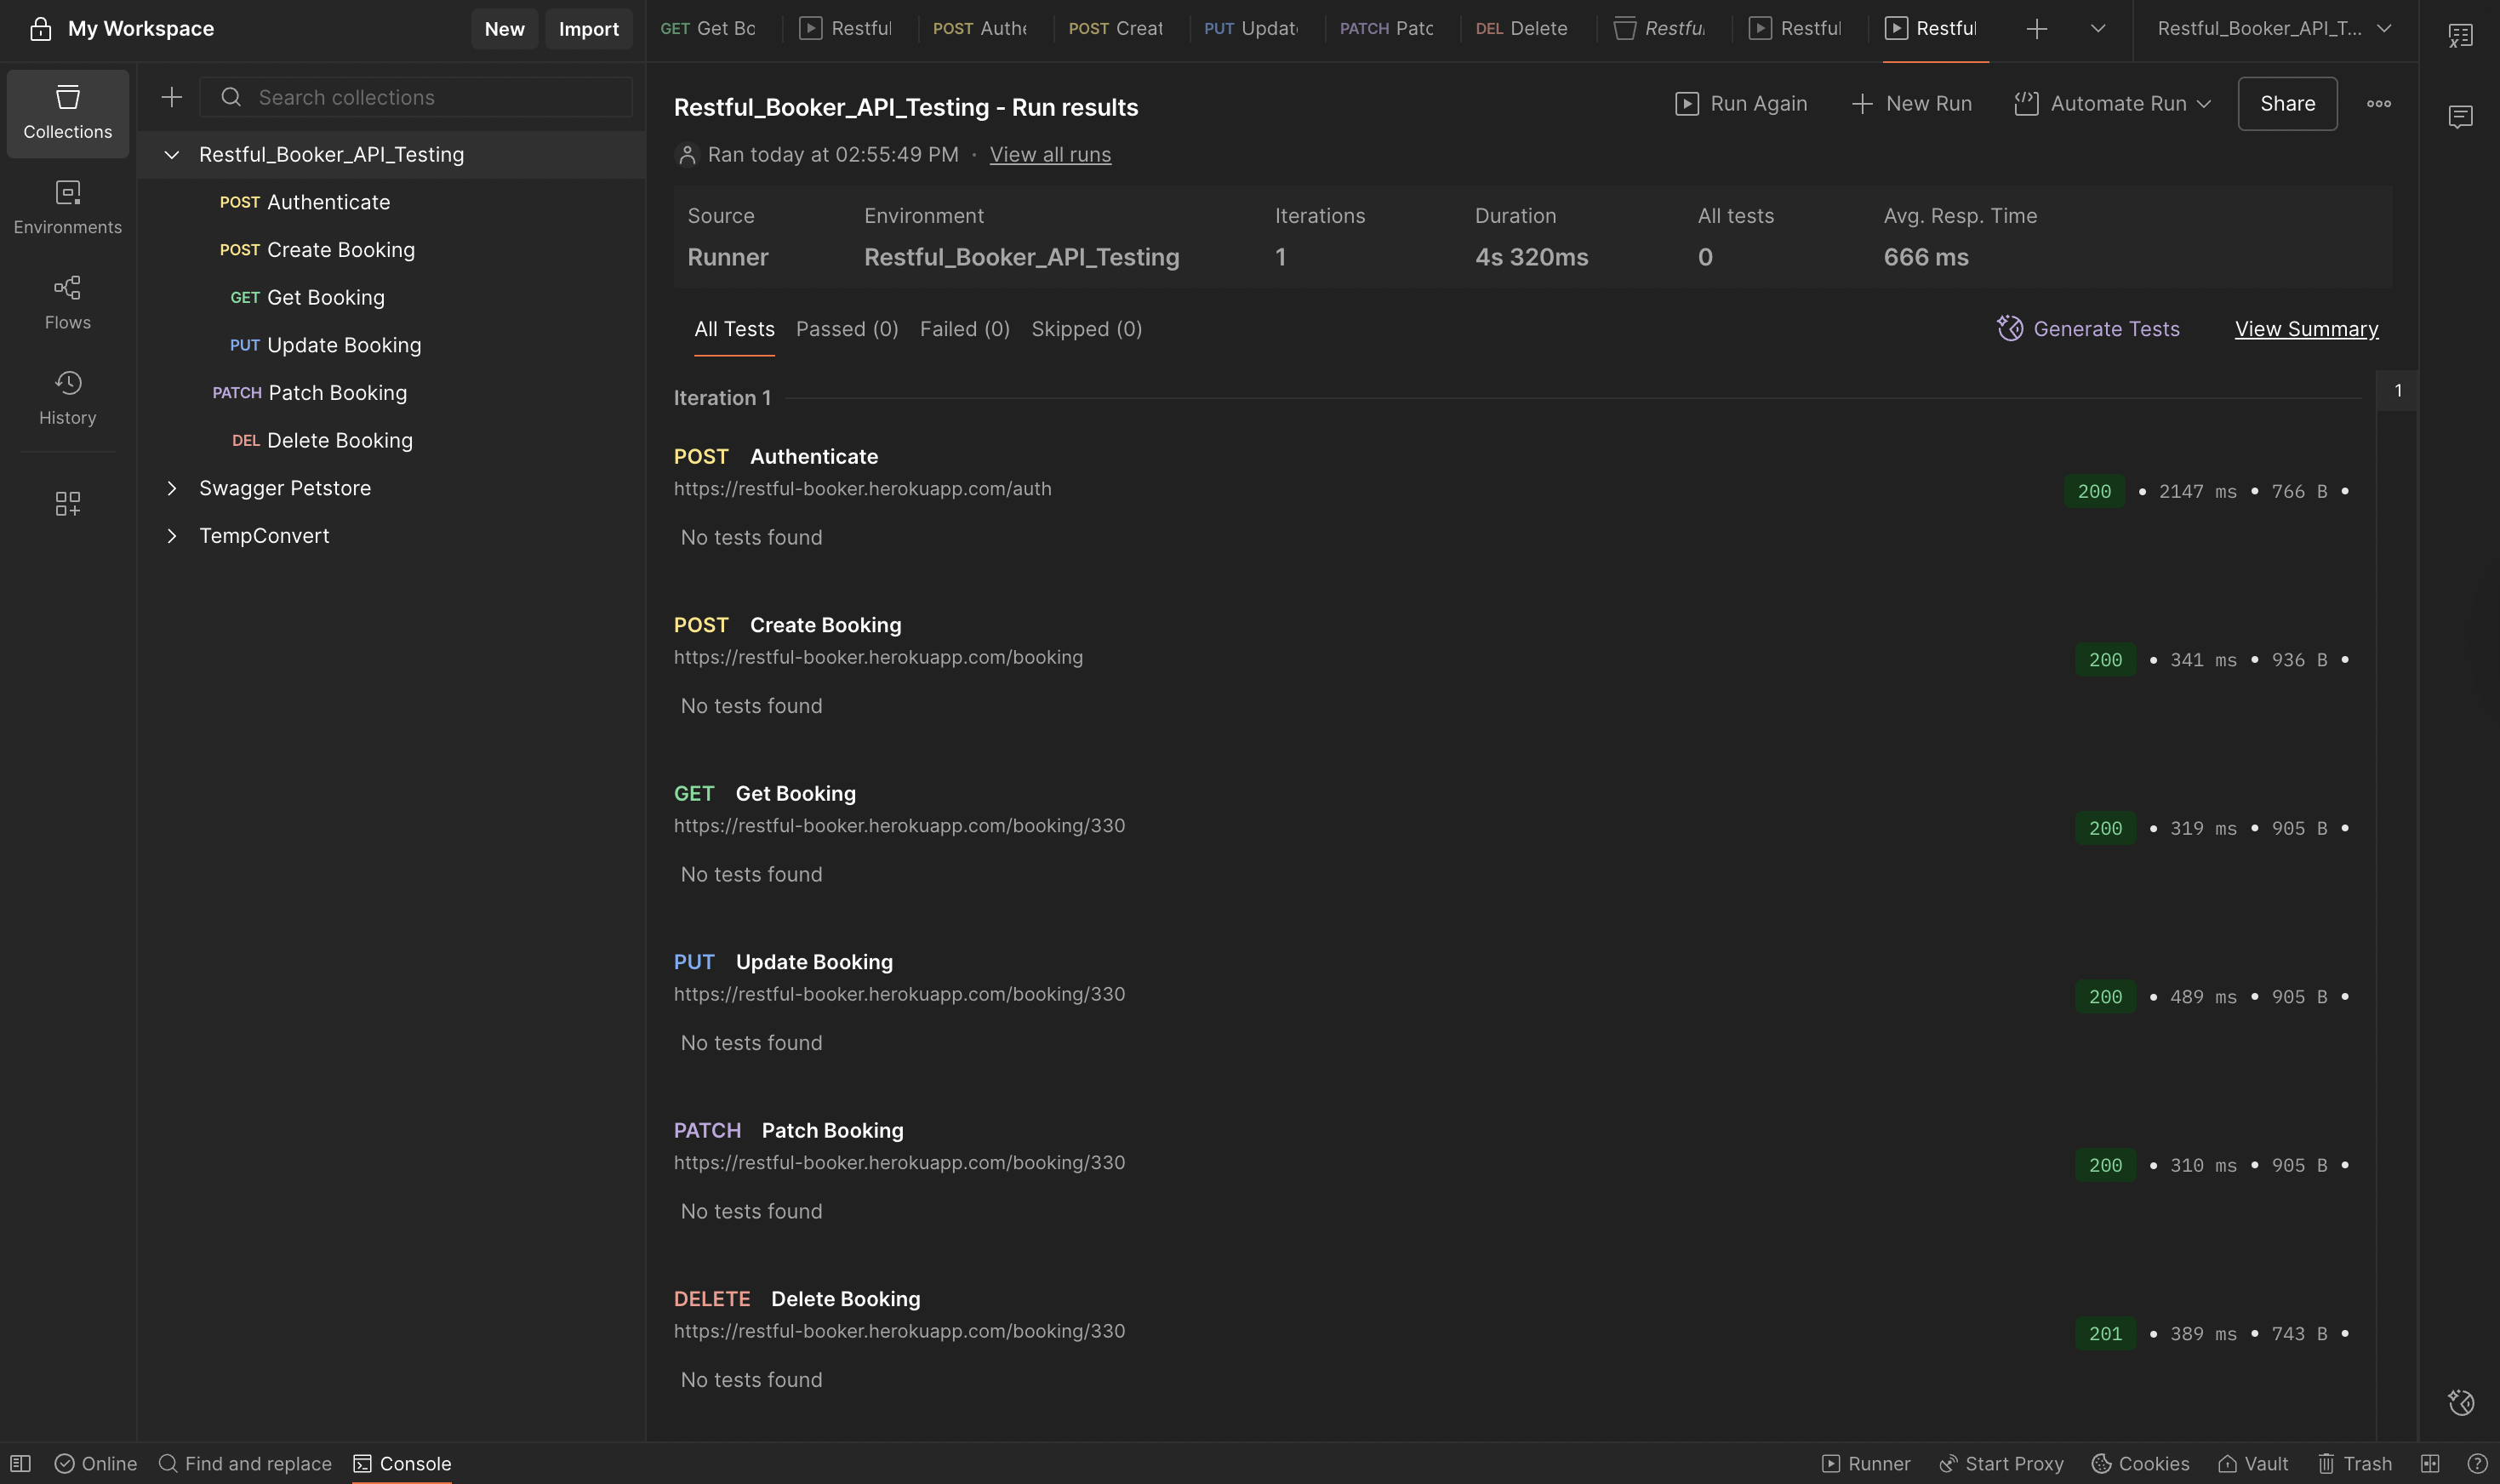 My Workspace
New
Import
GET Get Bo
Restful
POST Authe
POST Creat
PUT Updat
PATCH Patc
DEL Delete
Restfu
Restful
Restful
Restful_Booker_API_T...
Collections
Environments
Flows
History
Search collections
Restful_Booker_API_Testing
POST Authenticate
POST Create Booking
GET Get Booking
PUT Update Booking
PATCH Patch Booking
DEL Delete Booking
Swagger Petstore
TempConvert
Restful_Booker_API_Testing - Run results
Run Again
New Run
Automate Run
Share
Ran today at 02:55:49 PM · View all runs
Source Environment Iterations Duration All tests Avg. Resp. Time
Runner Restful_Booker_API_Testing 1 4s 320ms 0 666 ms
All Tests Passed (0) Failed (0) Skipped (0)
Generate Tests
View Summary
Iteration 1
1
POST Authenticate
https://restful-booker.herokuapp.com/auth
200 • 2147 ms • 766 B •
No tests found
POST Create Booking
https://restful-booker.herokuapp.com/booking
200 • 341 ms • 936 B •
No tests found
GET Get Booking
https://restful-booker.herokuapp.com/booking/330
200 • 319 ms • 905 B •
No tests found
PUT Update Booking
https://restful-booker.herokuapp.com/booking/330
200 • 489 ms • 905 B •
No tests found
PATCH Patch Booking
https://restful-booker.herokuapp.com/booking/330
200 • 310 ms • 905 B •
No tests found
DELETE Delete Booking
https://restful-booker.herokuapp.com/booking/330
201 • 389 ms • 743 B •
No tests found
Online
Find and replace
Console
Runner
Start Proxy
Cookies
Vault
Trash